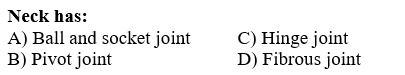 Neck has:
A) Ball and socket joint C) Hinge joint
B) Pivot joint D) Fibrous joint